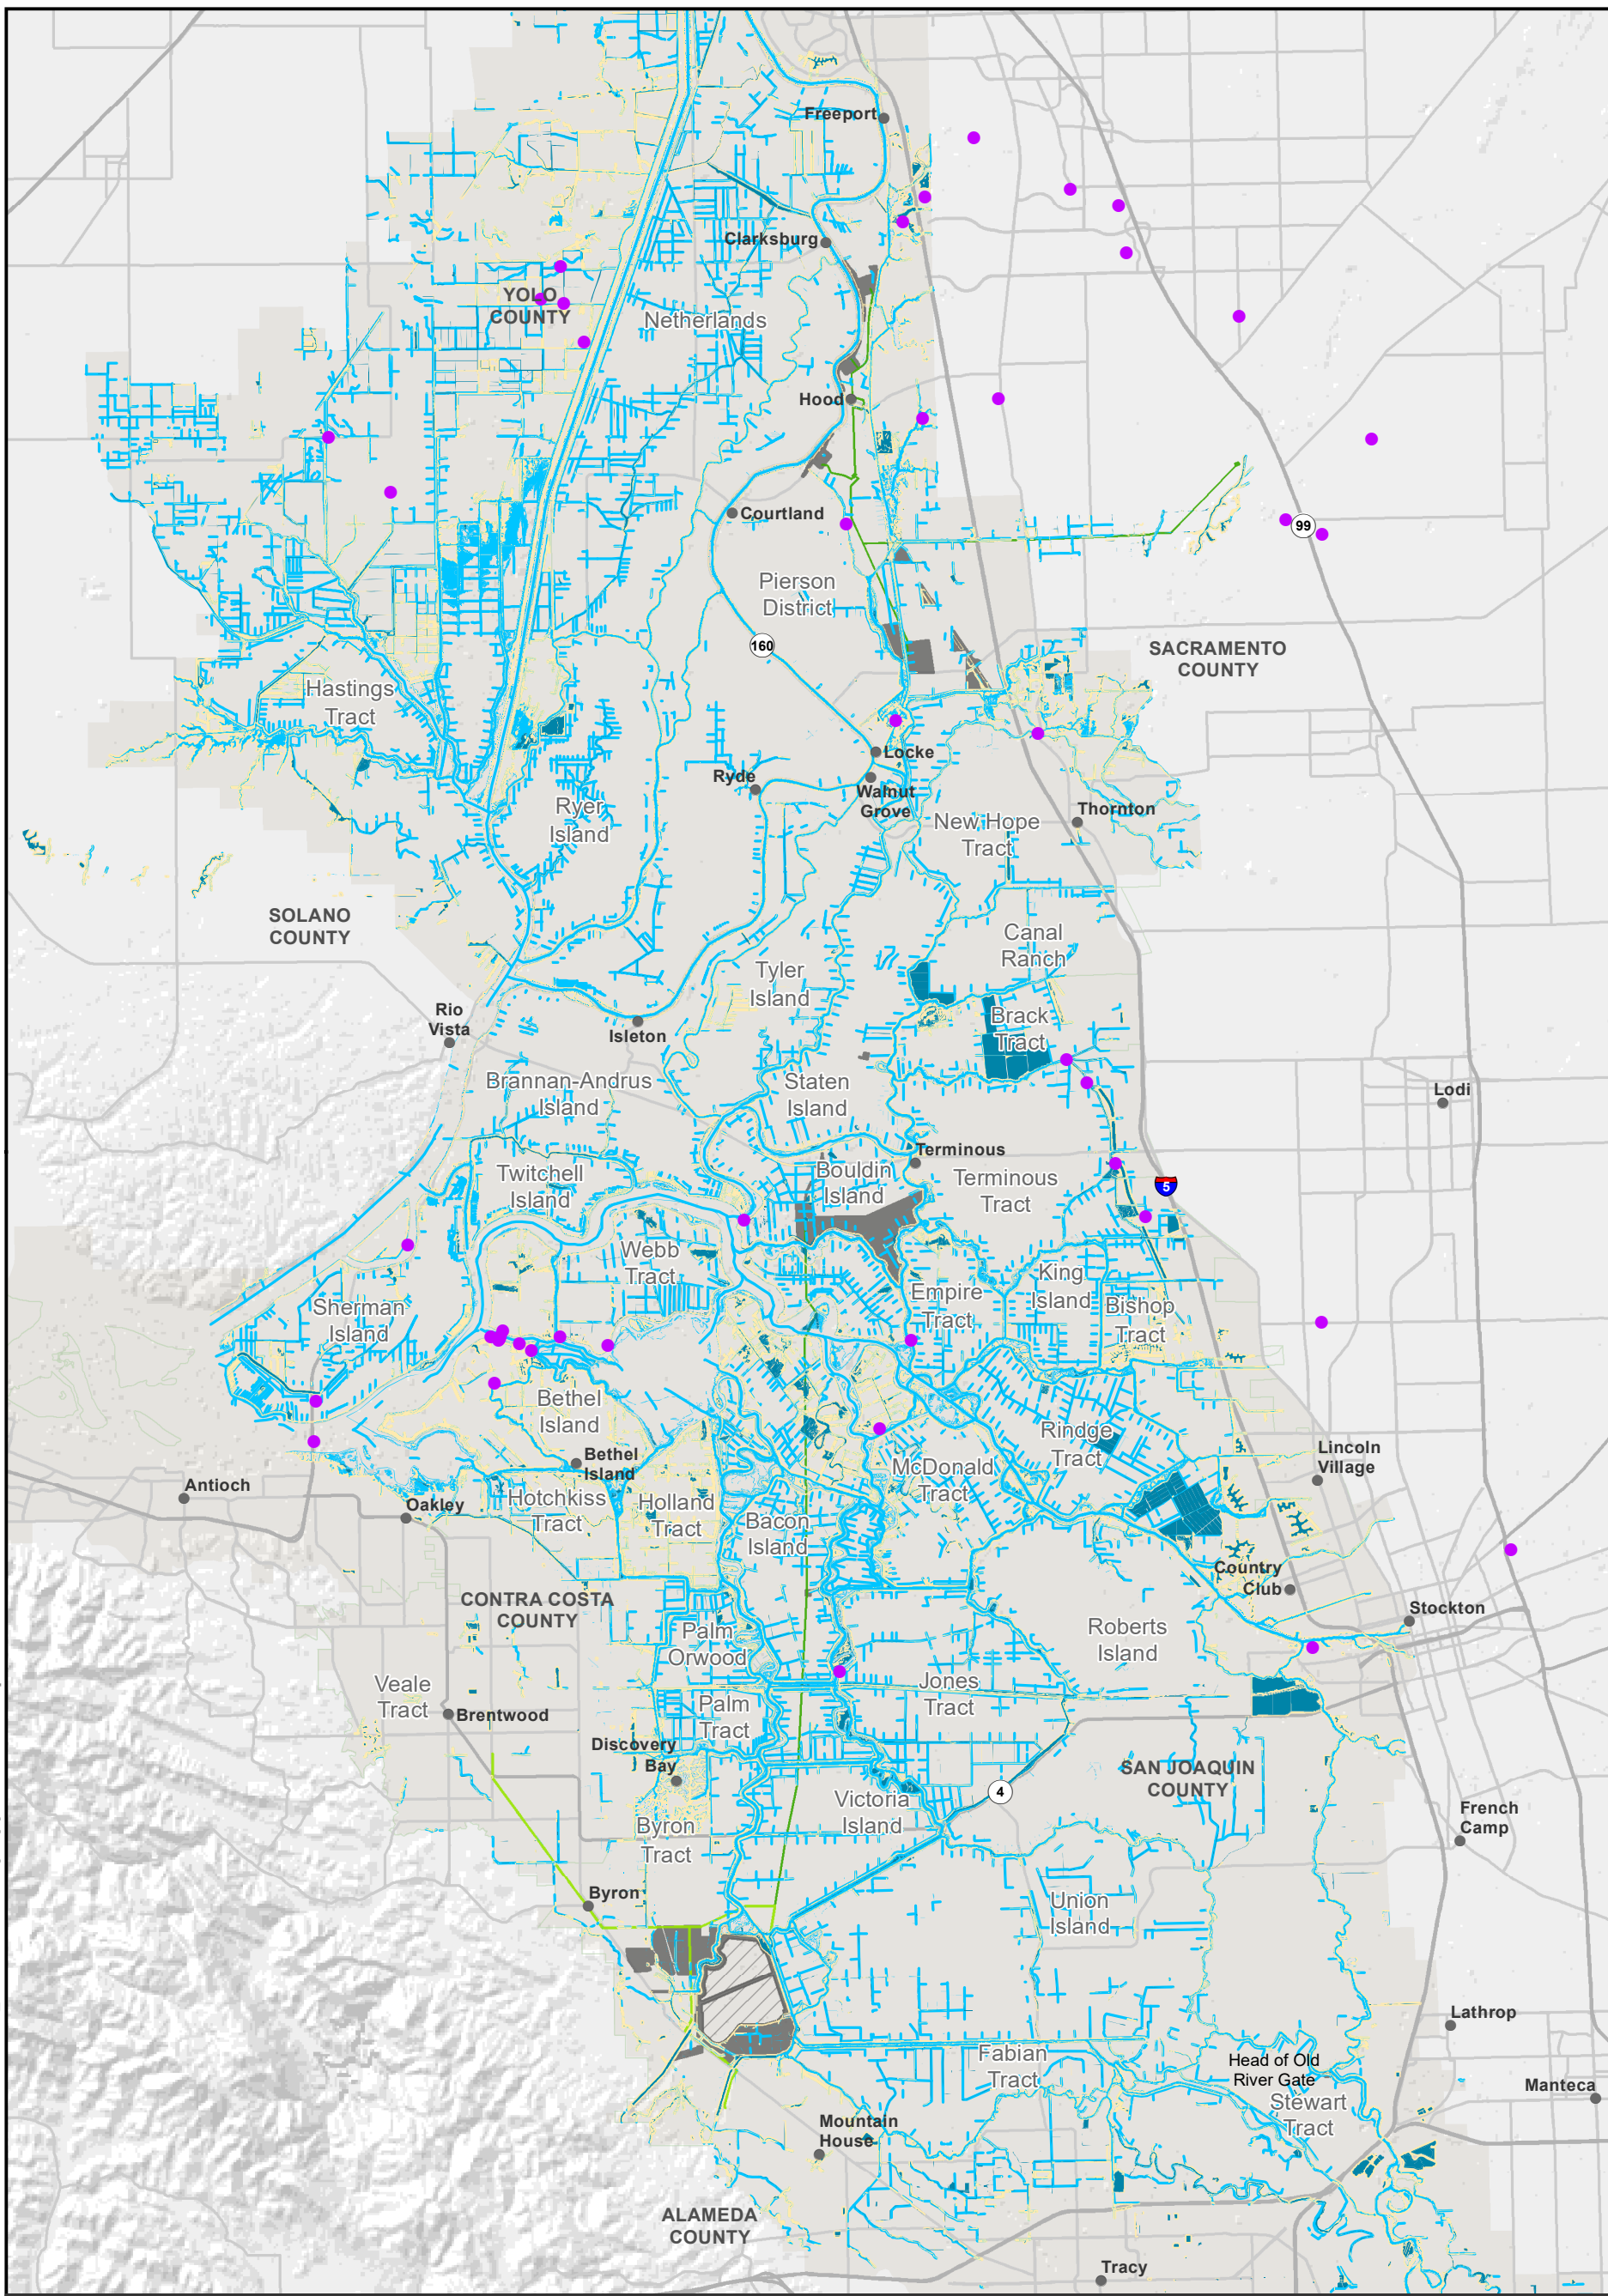 Freeport
Clarksburg
YOLO
COUNTY
Netherlands
Hood
Courtland
99
Pierson
District
160
SACRAMENTO
COUNTY
Hastings
Tract
Locke
Ryde
Walnut
Grove
Ryer
Island
Thornton
New Hope
Tract
SOLANO
COUNTY
Canal
Ranch
Tyler
Island
Rio
Vista
Isleton
Brack
Tract
Brannan-Andrus
Island
Staten
Island
Lodi
Terminous
Twitchell
Island
Bouldin
Island
Terminous
Tract
5
Webb
Tract
King
Island
Empire
Tract
Bishop
Tract
Sherman
Island
Bethel
Island
Rindge
Tract
Bethel
Island
Lincoln
Village
McDonald
Tract
Antioch
Oakley
Hotchkiss
Tract
Holland
Tract
Bacon
Island
Country
Club
CONTRA COSTA
COUNTY
Stockton
Palm
Orwood
Roberts
Island
Veale
Tract
Jones
Tract
Brentwood
Palm
Tract
Discovery
Bay
SAN JOAQUIN
COUNTY
4
Victoria
Island
French
Camp
Byron
Tract
Byron
Union
Island
Lathrop
Fabian
Tract
Head of Old
River Gate
Manteca
Stewart
Tract
Mountain
House
ALAMEDA
COUNTY
Tracy